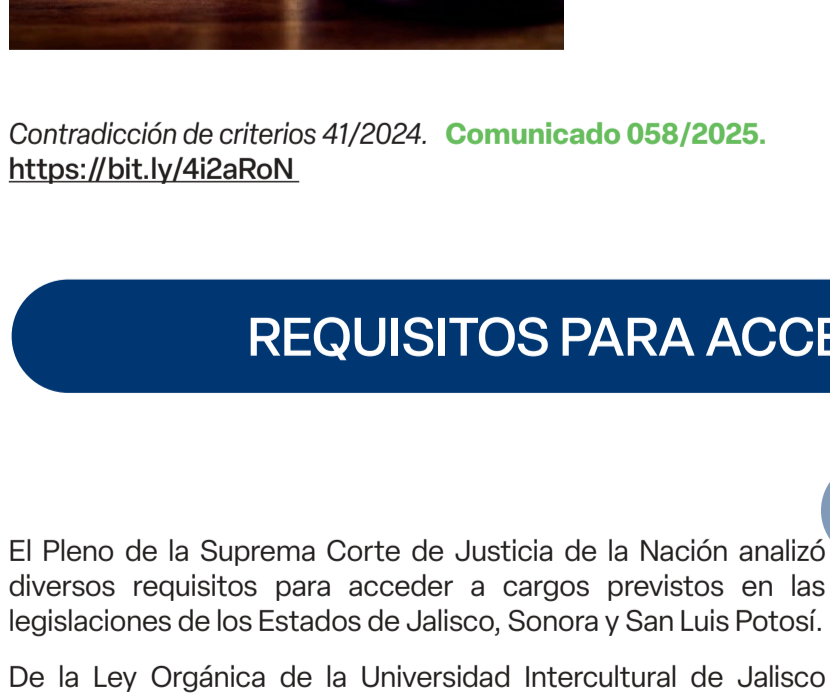 Contradicción de criterios 41/2024. Comunicado 058/2025.
https://bit.ly/4i2aRoN
REQUISITOS PARA ACCE
El Pleno de la Suprema Corte de Justicia de la Nación analizó
diversos requisitos para acceder a cargos previstos en las
legislaciones de los Estados de Jalisco, Sonora y San Luis Potosí.
De la Ley Orgánica de la Universidad Intercultural de Jalisco